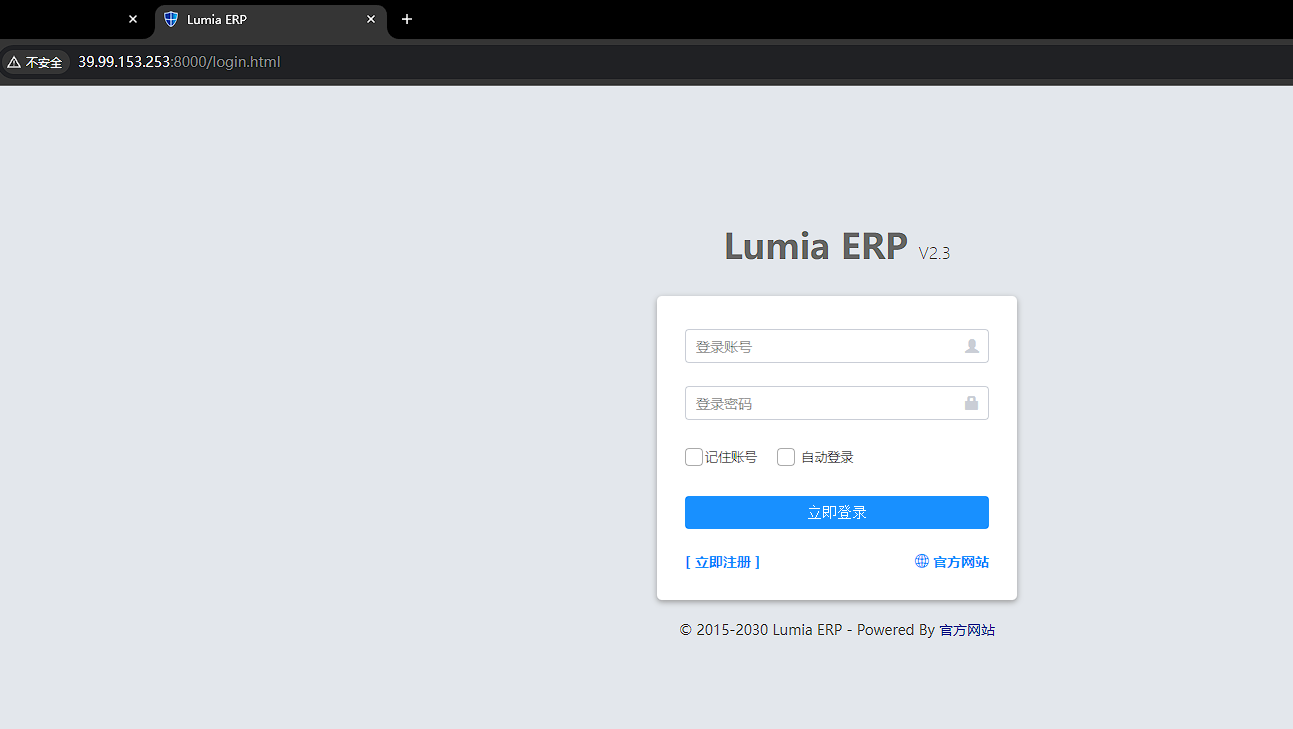 Lumia ERP
不安全 39.99.153.253:8000/login.html
Lumia ERP V2.3
登录账号
登录密码
记住账号 自动登录
立即登录
[ 立即注册 ] 官方网站
© 2015-2030 Lumia ERP - Powered By 官方网站